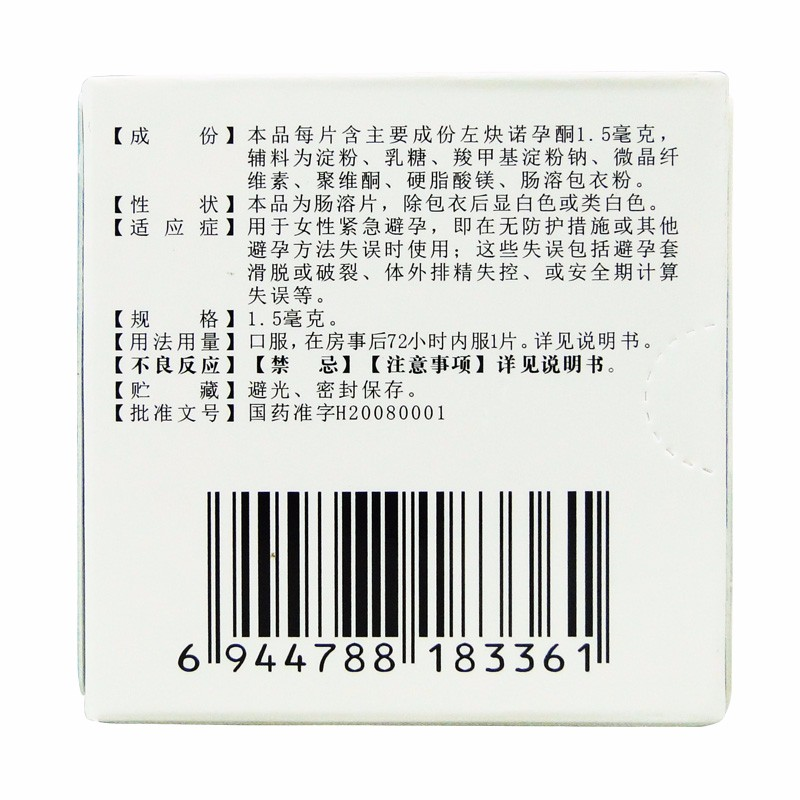 【成份】本品每片含主要成份左炔诺孕酮1.5毫克，
辅料为淀粉、乳糖、羧甲基淀粉钠、微晶纤
维素、聚维酮、硬脂酸镁、肠溶包衣粉。
【性状】本品为肠溶片，除包衣后显白色或类白色。
【适应症】用于女性紧急避孕，即在无防护措施或其他
避孕方法失误时使用；这些失误包括避孕套
滑脱或破裂、体外排精失控、或安全期计算
失误等。
【规格】1.5毫克。
【用法用量】口服，在房事后72小时内服1片。详见说明书。
【不良反应】【禁忌】【注意事项】详见说明书。
【贮藏】避光、密封保存。
【批准文号】国药准字H20080001
6 944788 183361